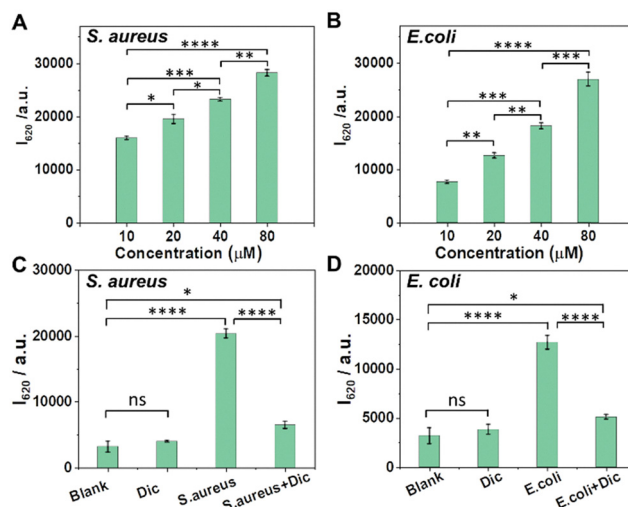 A
S. aureus
****
***
**
*
*
I620 /a.u.
30000
20000
10000
0
10 20 40 80
Concentration (μM)
B
E.coli
****
***
***
**
**
I620 /a.u.
40000
30000
20000
10000
0
10 20 40 80
Concentration (μM)
C
S. aureus
*
****
****
ns
I620 / a.u.
30000
20000
10000
0
Blank Dic S.aureus S.aureus+Dic
D
E. coli
*
****
****
ns
I620 / a.u.
20000
15000
10000
5000
0
Blank Dic E.coli E.coli+Dic